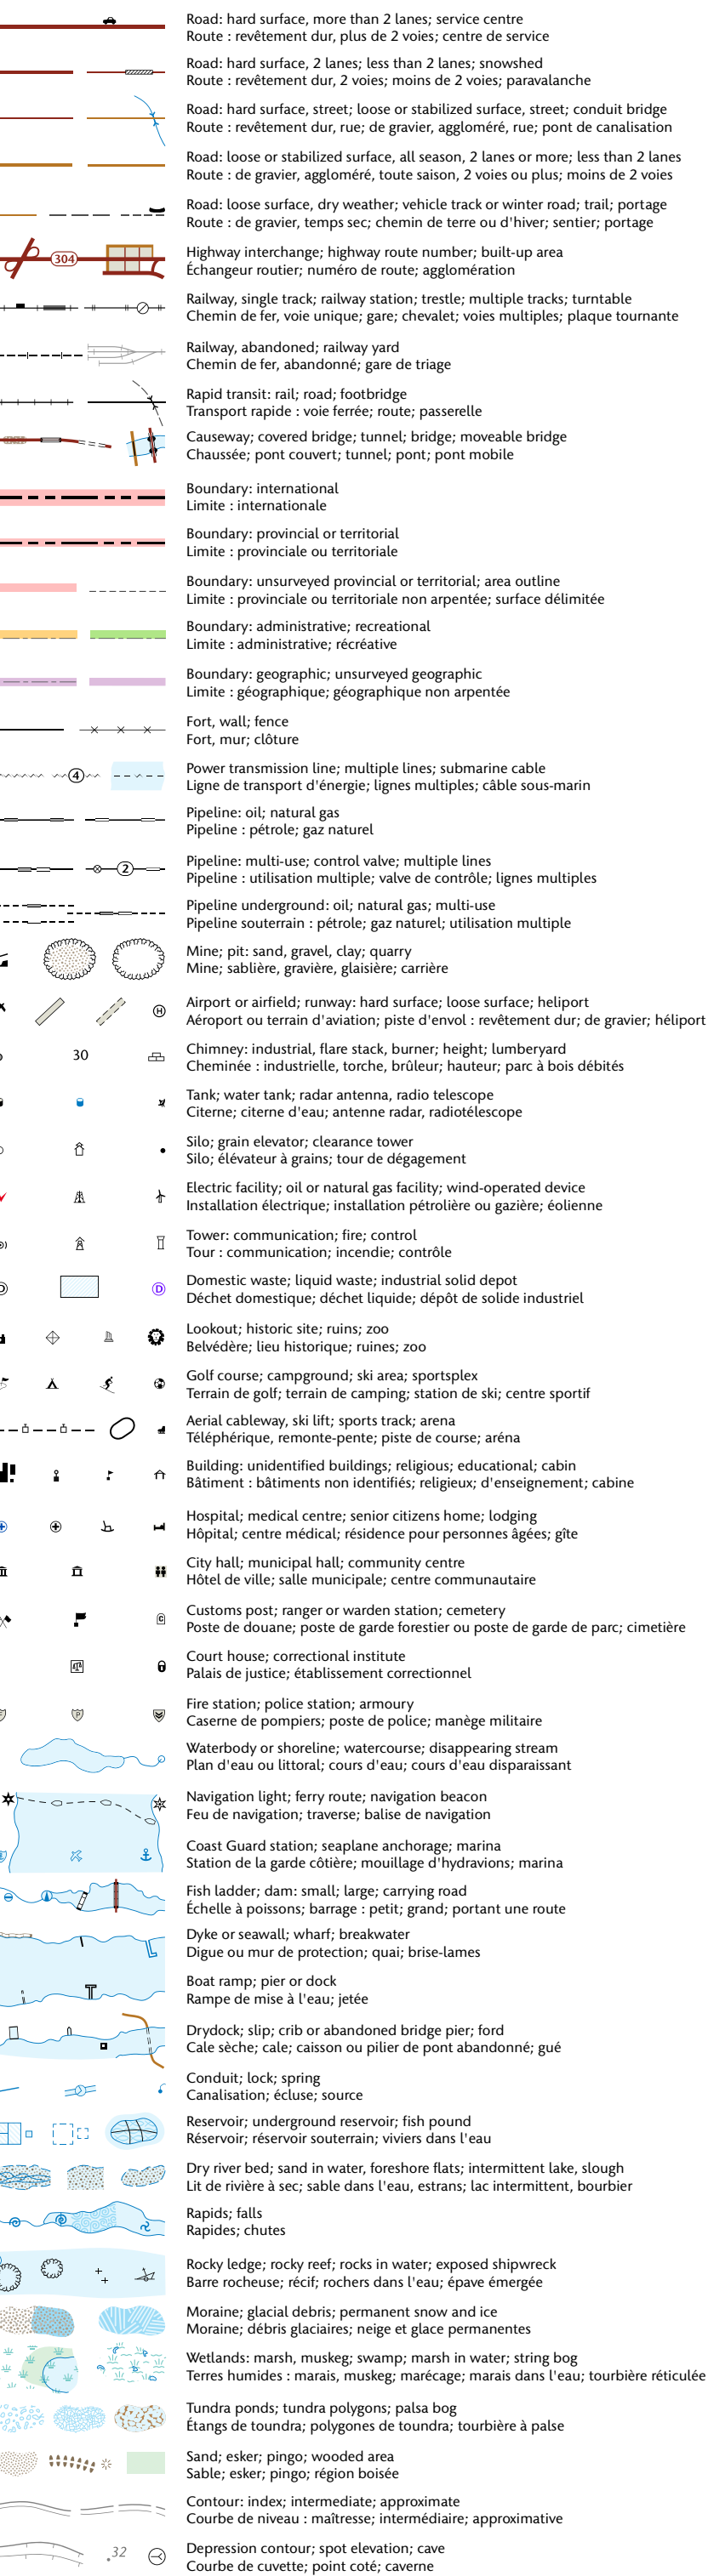 Road: hard surface, more than 2 lanes; service centre
Route : revêtement dur, plus de 2 voies; centre de service
Road: hard surface, 2 lanes; less than 2 lanes; snowshed
Route : revêtement dur, 2 voies; moins de 2 voies; paravalanche
Road: hard surface, street; loose or stabilized surface, street; conduit bridge
Route : revêtement dur, rue; de gravier, aggloméré, rue; pont de canalisation
Road: loose or stabilized surface, all season, 2 lanes or more; less than 2 lanes
Route : de gravier, aggloméré, toute saison, 2 voies ou plus; moins de 2 voies
Road: loose surface, dry weather; vehicle track or winter road; trail; portage
Route : de gravier, temps sec; chemin de terre ou d'hiver; sentier; portage
304
Highway interchange; highway route number; built-up area
Échangeur routier; numéro de route; agglomération
Railway, single track; railway station; trestle; multiple tracks; turntable
Chemin de fer, voie unique; gare; chevalet; voies multiples; plaque tournante
Railway, abandoned; railway yard
Chemin de fer, abandonné; gare de triage
Rapid transit: rail; road; footbridge
Transport rapide : voie ferrée; route; passerelle
Causeway; covered bridge; tunnel; bridge; moveable bridge
Chaussée; pont couvert; tunnel; pont; pont mobile
Boundary: international
Limite : internationale
Boundary: provincial or territorial
Limite : provinciale ou territoriale
Boundary: unsurveyed provincial or territorial; area outline
Limite : provinciale ou territoriale non arpentée; surface délimitée
Boundary: administrative; recreational
Limite : administrative; récréative
Boundary: geographic; unsurveyed geographic
Limite : géographique; géographique non arpentée
Fort, wall; fence
Fort, mur; clôture
4
Power transmission line; multiple lines; submarine cable
Ligne de transport d'énergie; lignes multiples; câble sous-marin
Pipeline: oil; natural gas
Pipeline : pétrole; gaz naturel
2
Pipeline: multi-use; control valve; multiple lines
Pipeline : utilisation multiple; valve de contrôle; lignes multiples
Pipeline underground: oil; natural gas; multi-use
Pipeline souterrain : pétrole; gaz naturel; utilisation multiple
Mine; pit: sand, gravel, clay; quarry
Mine; sablière, gravière, glaisière; carrière
H
Airport or airfield; runway: hard surface; loose surface; heliport
Aéroport ou terrain d'aviation; piste d'envol : revêtement dur; de gravier; héliport
30
Chimney: industrial, flare stack, burner; height; lumberyard
Cheminée : industrielle, torche, brûleur; hauteur; parc à bois débités
Tank; water tank; radar antenna, radio telescope
Citerne; citerne d'eau; antenne radar, radiotélescope
Silo; grain elevator; clearance tower
Silo; élévateur à grains; tour de dégagement
Electric facility; oil or natural gas facility; wind-operated device
Installation électrique; installation pétrolière ou gazière; éolienne
Tower: communication; fire; control
Tour : communication; incendie; contrôle
D D
Domestic waste; liquid waste; industrial solid depot
Déchet domestique; déchet liquide; dépôt de solide industriel
Lookout; historic site; ruins; zoo
Belvédère; lieu historique; ruines; zoo
Golf course; campground; ski area; sportsplex
Terrain de golf; terrain de camping; station de ski; centre sportif
Aerial cableway, ski lift; sports track; arena
Téléphérique, remonte-pente; piste de course; aréna
Building: unidentified buildings; religious; educational; cabin
Bâtiment : bâtiments non identifiés; religieux; d'enseignement; cabine
Hospital, medical centre; senior citizens home; lodging
Hôpital; centre médical; résidence pour personnes âgées; gîte
City hall; municipal hall; community centre
Hôtel de ville; salle municipale; centre communautaire
C
Customs post; ranger or warden station; cemetery
Poste de douane; poste de garde forestier ou poste de garde de parc; cimetière
Court house; correctional institute
Palais de justice; établissement correctionnel
P
Fire station; police station; armoury
Caserne de pompiers; poste de police; manège militaire
Waterbody or shoreline; watercourse; disappearing stream
Plan d'eau ou littoral; cours d'eau; cours d'eau disparaissant
Navigation light; ferry route; navigation beacon
Feu de navigation; traverse; balise de navigation
Coast Guard station; seaplane anchorage; marina
Station de la garde côtière; mouillage d'hydravions; marina
Fish ladder; dam: small; large; carrying road
Échelle à poissons; barrage : petit; grand; portant une route
Dyke or seawall; wharf; breakwater
Digue ou mur de protection; quai; brise-lames
Boat ramp; pier or dock
Rampe de mise à l'eau; jetée
Drydock; slip; crib or abandoned bridge pier; ford
Cale sèche; cale; caisson ou pilier de pont abandonné; gué
Conduit; lock; spring
Canalisation; écluse; source
Reservoir; underground reservoir; fish pound
Réservoir; réservoir souterrain; viviers dans l'eau
Dry river bed; sand in water, foreshore flats; intermittent lake, slough
Lit de rivière à sec; sable dans l'eau, estrans; lac intermittent, bourbier
Rapids; falls
Rapides; chutes
Rocky ledge; rocky reef; rocks in water; exposed shipwreck
Barre rocheuse; récif; rochers dans l'eau; épave émergée
Moraine; glacial debris; permanent snow and ice
Moraine; débris glaciaires; neige et glace permanentes
Wetlands: marsh, muskeg; swamp; marsh in water; string bog
Terres humides : marais, muskeg; marécage; marais dans l'eau; tourbière réticulée
Tundra ponds; tundra polygons; palsa bog
Étangs de toundra; polygones de toundra; tourbière à palse
Sand; esker; pingo; wooded area
Sable; esker; pingo; région boisée
Contour: index; intermediate; approximate
Courbe de niveau : maîtresse; intermédiaire; approximative
.32
Depression contour; spot elevation; cave
Courbe de cuvette; point coté; caverne